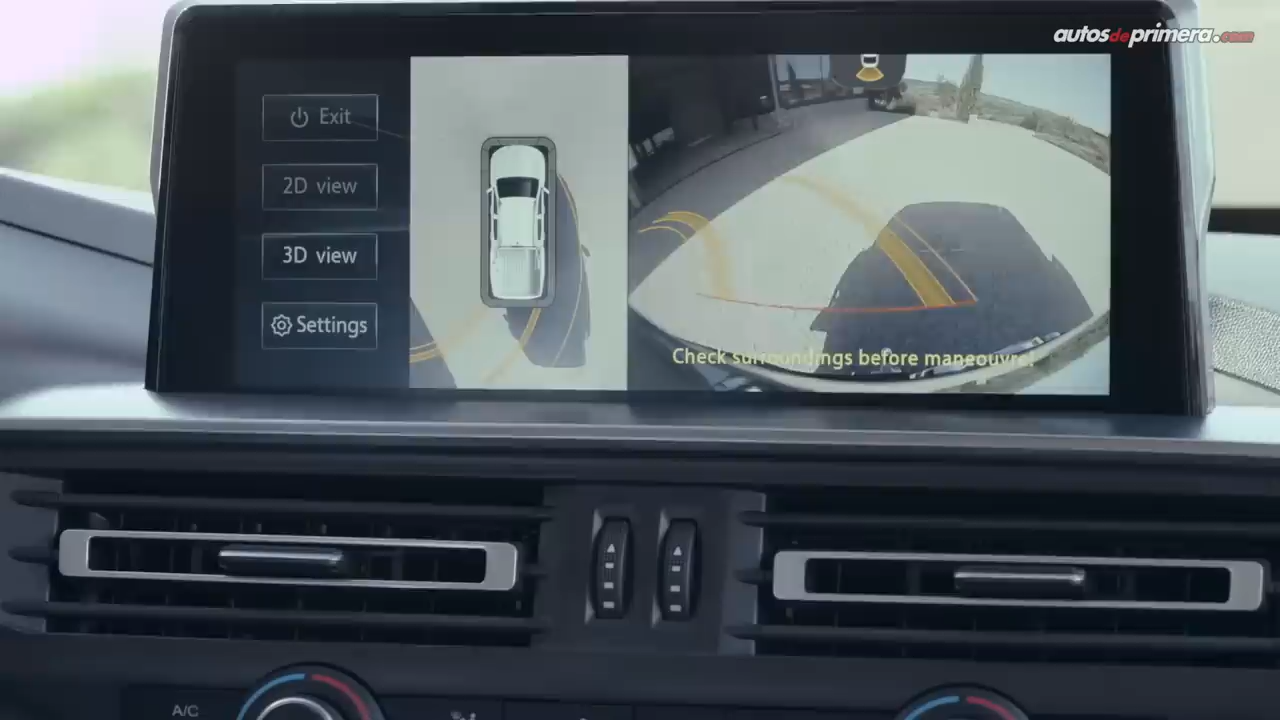 autosdeprimera.com
Exit
2D view
3D view
Settings
Check surroundings before maneouvre!
A/C